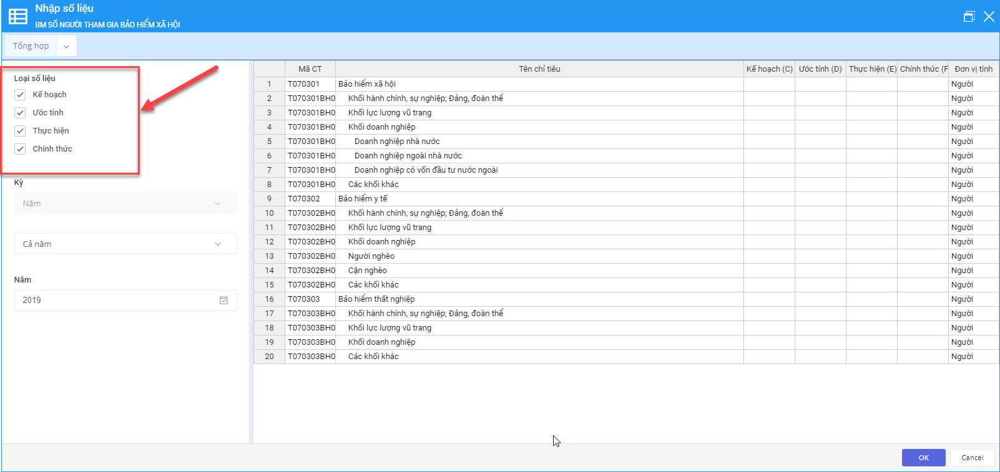 Nhập số liệu
BM SỐ NGƯỜI THAM GIA BẢO HIỂM XÃ HỘI
Tổng hợp
Loại số liệu
Kế hoạch
Ước tính
Thực hiện
Chính thức
Kỳ
Năm
Cả năm
Năm
2019
Mã CT Tên chỉ tiêu Kế hoạch (C) Ước tính (D) Thực hiện (E) Chính thức (F Đơn vị tính
1 T070301 Bảo hiểm xã hội Người
2 T070301BH0 Khối hành chính, sự nghiệp; Đảng, đoàn thể Người
3 T070301BH0 Khối lực lượng vũ trang Người
4 T070301BH0 Khối doanh nghiệp Người
5 T070301BH0 Doanh nghiệp nhà nước Người
6 T070301BH0 Doanh nghiệp ngoài nhà nước Người
7 T070301BH0 Doanh nghiệp có vốn đầu tư nước ngoài Người
8 T070301BH0 Các khối khác Người
9 T070302 Bảo hiểm y tế Người
10 T070302BH0 Khối hành chính, sự nghiệp; Đảng, đoàn thể Người
11 T070302BH0 Khối lực lượng vũ trang Người
12 T070302BH0 Khối doanh nghiệp Người
13 T070302BH0 Người nghèo Người
14 T070302BH0 Cận nghèo Người
15 T070302BH0 Các khối khác Người
16 T070303 Bảo hiểm thất nghiệp Người
17 T070303BH0 Khối hành chính, sự nghiệp; Đảng, đoàn thể Người
18 T070303BH0 Khối lực lượng vũ trang Người
19 T070303BH0 Khối doanh nghiệp Người
20 T070303BH0 Các khối khác Người
OK Cancel